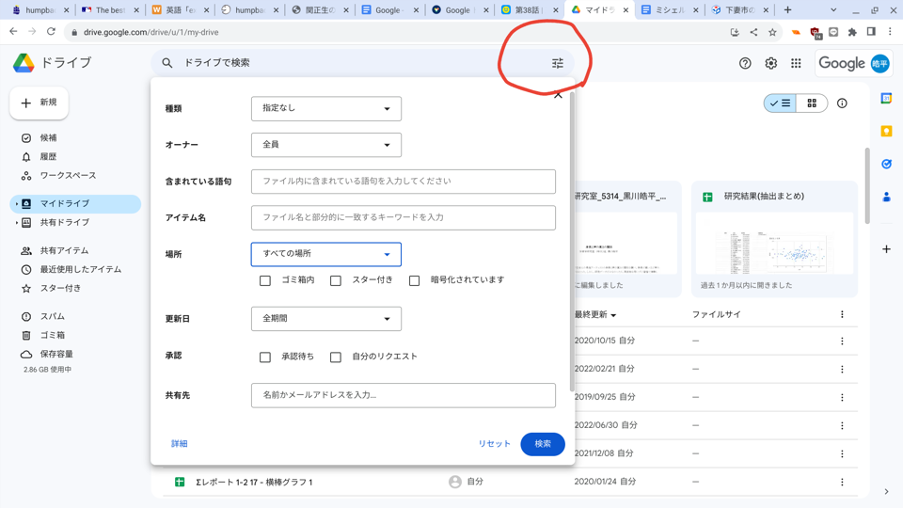 humpbac
The best
英語「es
humpbac
関正生の
Google -
Google
第38話
マイドラ
ミシェル
下妻市の
drive.google.com/drive/u/1/my-drive
ドライブ
ドライブで検索
Google
皓平
新規
候補
履歴
ワークスペース
マイドライブ
共有ドライブ
共有アイテム
最近使用したアイテム
スター付き
スパム
ゴミ箱
保存容量
2.86 GB 使用中
種類
指定なし
オーナー
全員
含まれている語句
ファイル内に含まれている語句を入力してください
アイテム名
ファイル名と部分的に一致するキーワードを入力
場所
すべての場所
ゴミ箱内
スター付き
暗号化されています
更新日
全期間
承認
承認待ち
自分のリクエスト
共有先
名前かメールアドレスを入力...
詳細
リセット
検索
研究室_5314_黒川皓平_...
に編集しました
研究結果(抽出まとめ)
過去 1 か月以内に開きました
最終更新
ファイルサイ
2020/10/15 自分
—
2022/02/21 自分
—
2019/09/25 自分
—
2022/06/30 自分
—
2021/12/08 自分
—
Σレポート 1-2 17 - 横棒グラフ 1
自分
2020/01/24 自分
—